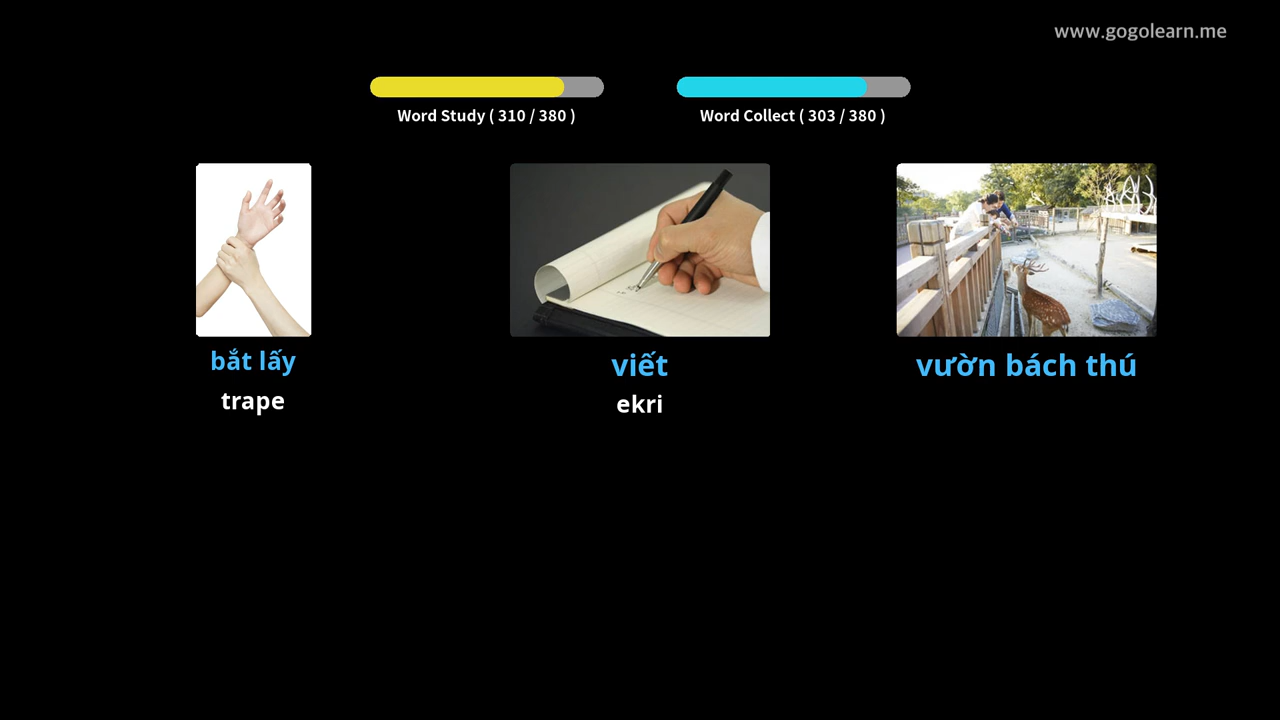 www.gogolearn.me
Word Study ( 310 / 380 )
Word Collect ( 303 / 380 )
bắt lấy
trape
viết
ekri
vườn bách thú